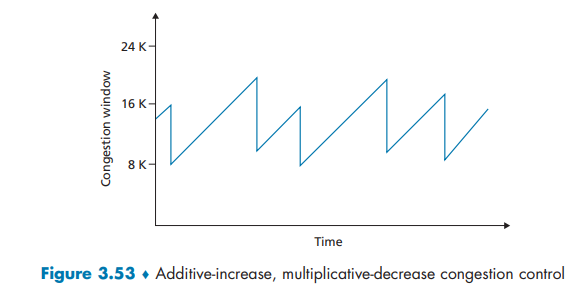 24 K
16 K
8 K
Congestion window
Time
Figure 3.53 ♦ Additive-increase, multiplicative-decrease congestion control